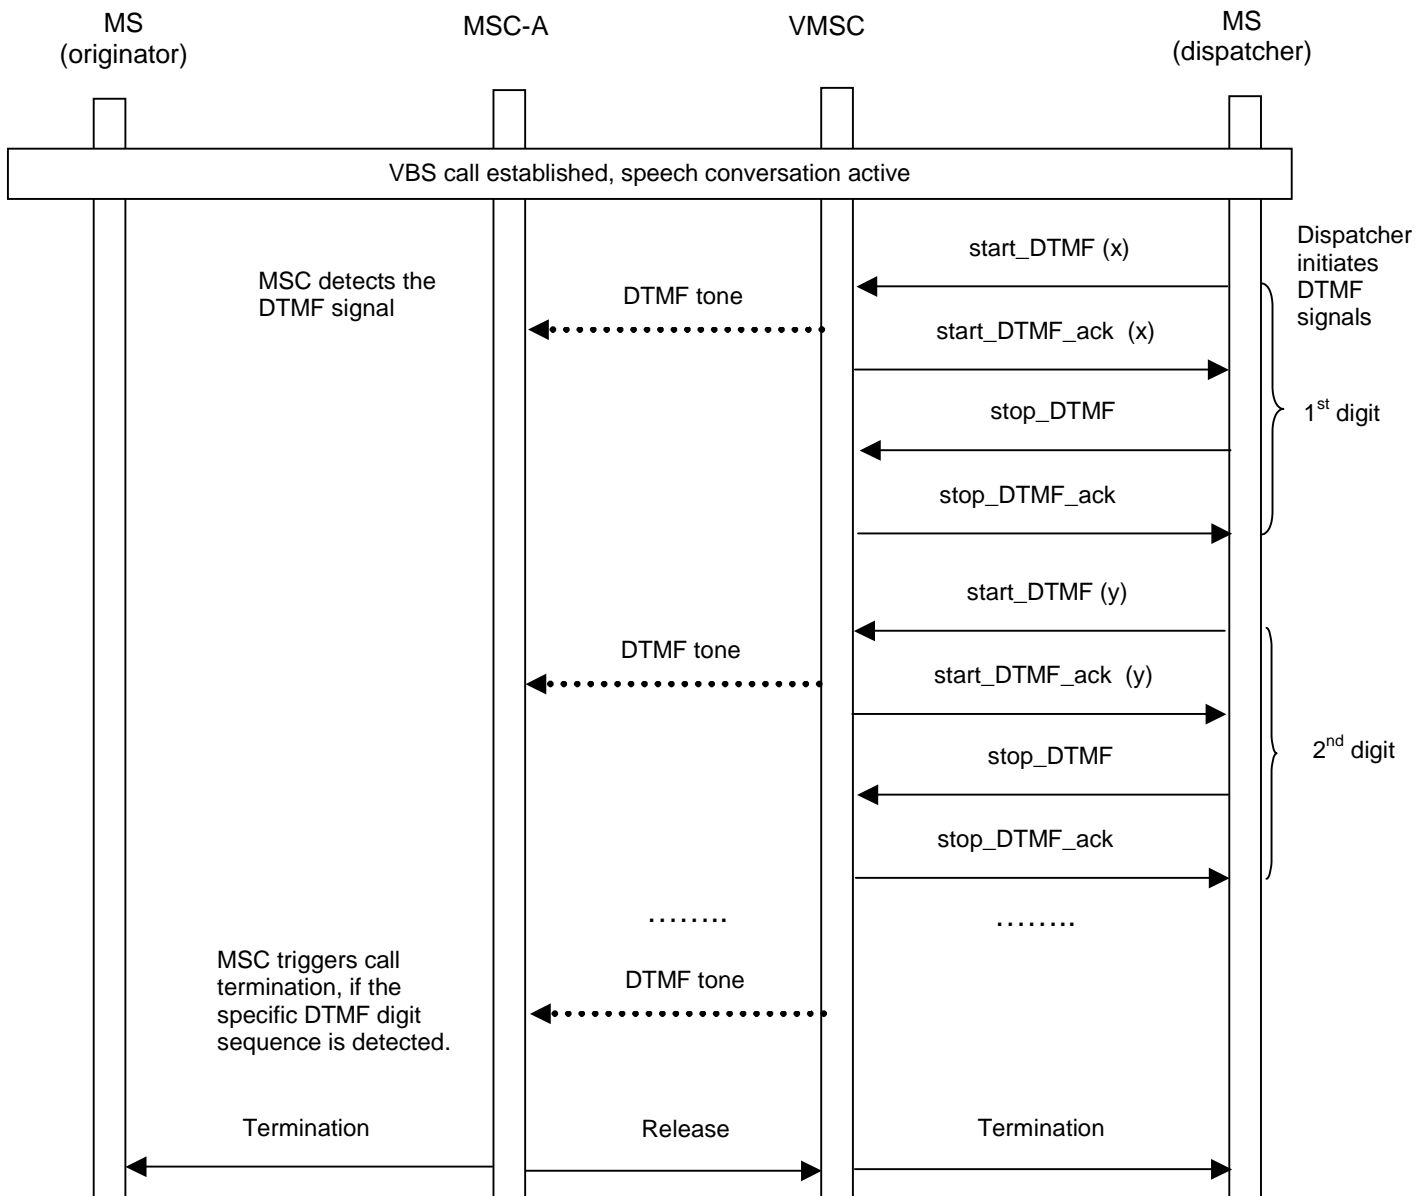 MS
(originator)
MSC-A
VMSC
MS
(dispatcher)
VBS call established, speech conversation active
start_DTMF (x)
Dispatcher
initiates
DTMF
signals
MSC detects the
DTMF signal
DTMF tone
start_DTMF_ack (x)
stop_DTMF
1st digit
stop_DTMF_ack
start_DTMF (y)
DTMF tone
start_DTMF_ack (y)
stop_DTMF
2nd digit
stop_DTMF_ack
........
........
MSC triggers call
termination, if the
specific DTMF digit
sequence is detected.
DTMF tone
Termination
Release
Termination